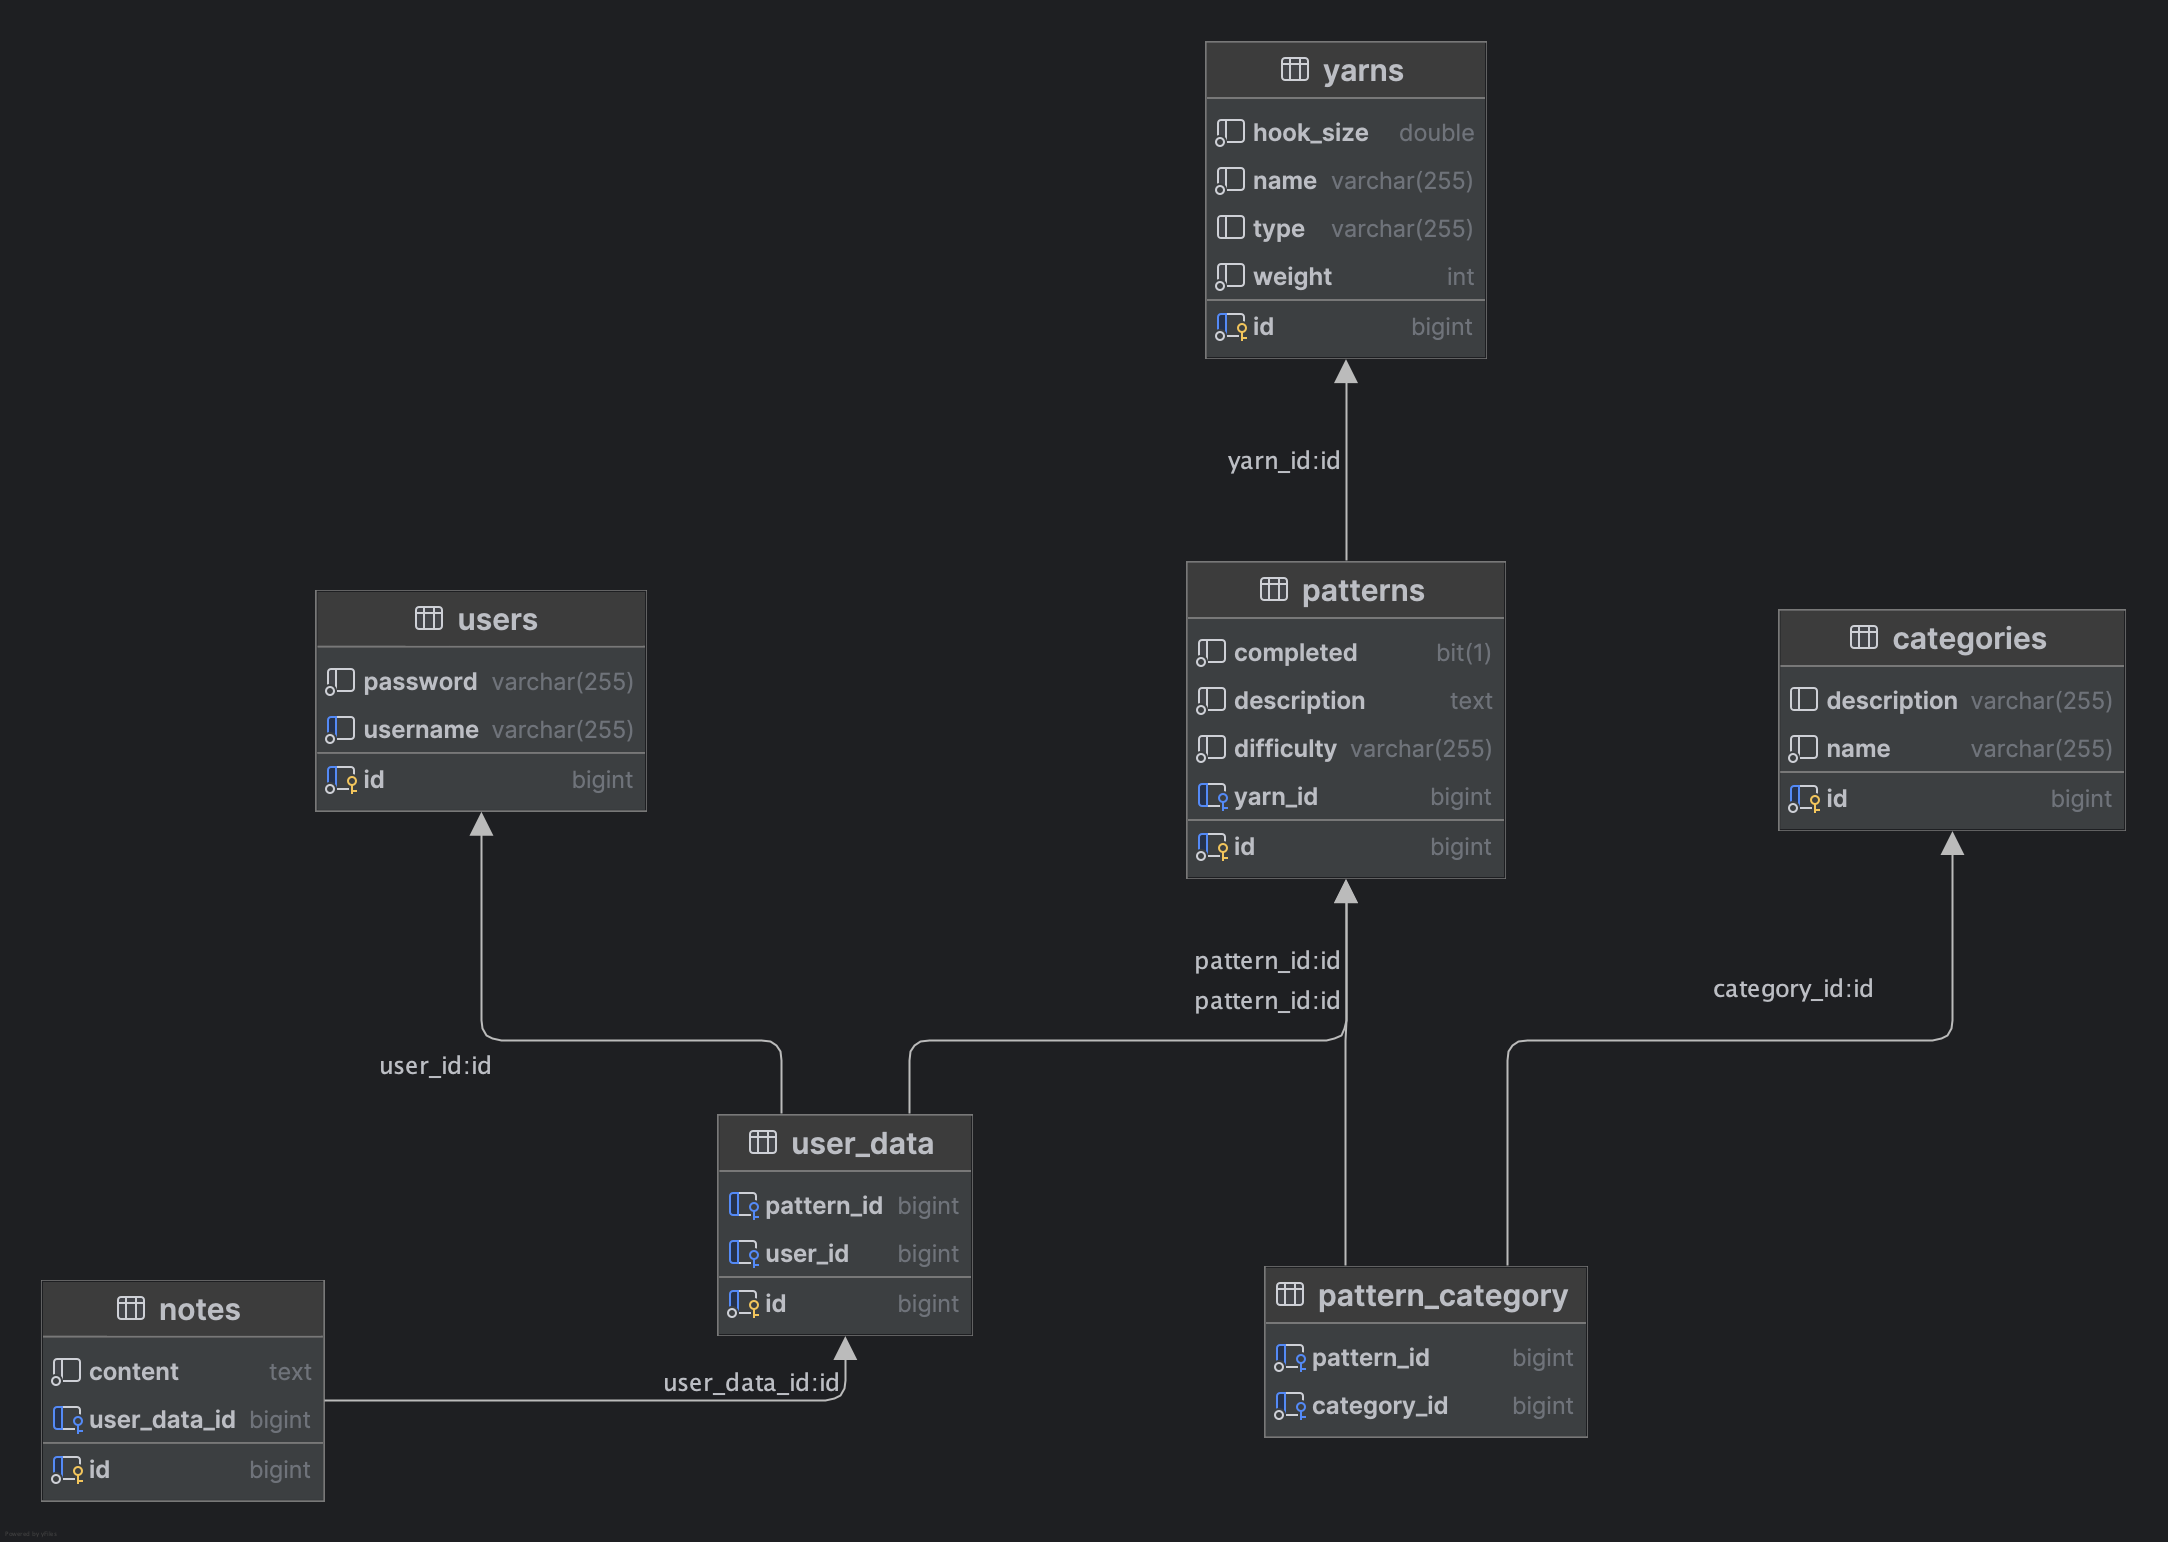 yarns
hook_size double
name varchar(255)
type varchar(255)
weight int
id bigint
yarn_id:id
patterns
completed bit(1)
description text
difficulty varchar(255)
yarn_id bigint
id bigint
users
password varchar(255)
username varchar(255)
id bigint
categories
description varchar(255)
name varchar(255)
id bigint
pattern_id:id
pattern_id:id
category_id:id
user_id:id
user_data
pattern_id bigint
user_id bigint
id bigint
notes
content text
user_data_id bigint
id bigint
user_data_id:id
pattern_category
pattern_id bigint
category_id bigint
Powered by yFiles